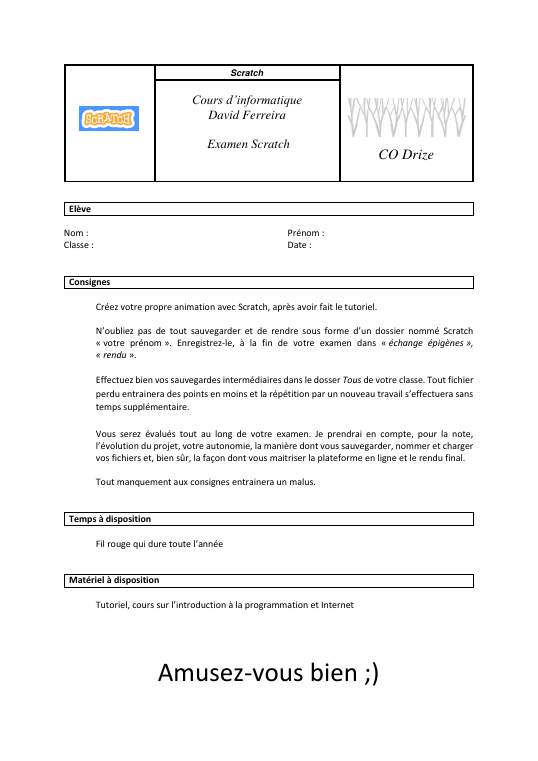 Scratch
SCRATCH
Cours d’informatique
David Ferreira
Examen Scratch
CO Drize
Elève
Nom :
Prénom :
Classe :
Date :
Consignes
Créez votre propre animation avec Scratch, après avoir fait le tutoriel.
N’oubliez pas de tout sauvegarder et de rendre sous forme d’un dossier nommé Scratch
« votre prénom ». Enregistrez-le, à la fin de votre examen dans « échange épigènes »,
« rendu ».
Effectuez bien vos sauvegardes intermédiaires dans le dosser Tous de votre classe. Tout fichier
perdu entrainera des points en moins et la répétition par un nouveau travail s’effectuera sans
temps supplémentaire.
Vous serez évalués tout au long de votre examen. Je prendrai en compte, pour la note,
l’évolution du projet, votre autonomie, la manière dont vous sauvegarder, nommer et charger
vos fichiers et, bien sûr, la façon dont vous maitriser la plateforme en ligne et le rendu final.
Tout manquement aux consignes entrainera un malus.
Temps à disposition
Fil rouge qui dure toute l’année
Matériel à disposition
Tutoriel, cours sur l’introduction à la programmation et Internet
Amusez-vous bien ;)